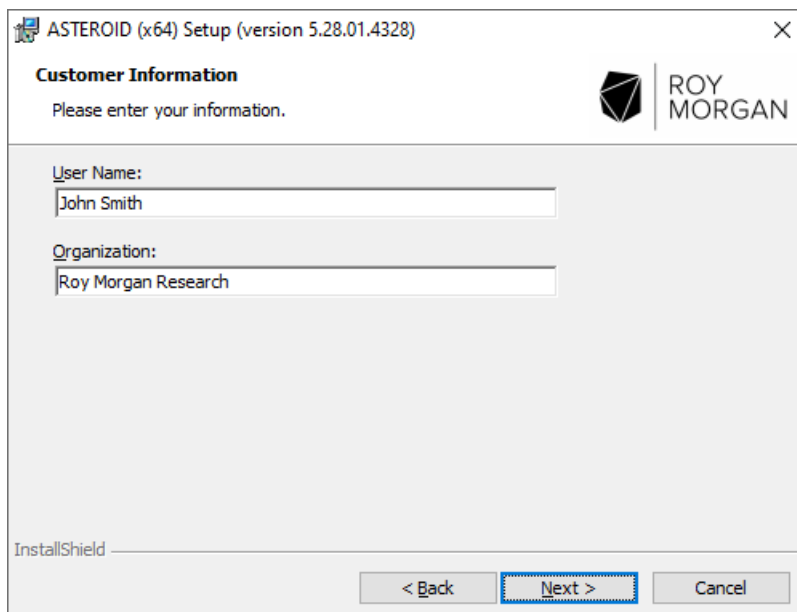 ASTEROID (x64) Setup (version 5.28.01.4328)
Customer Information
Please enter your information.
ROY
MORGAN
User Name:
John Smith
Organization:
Roy Morgan Research
InstallShield
< Back
Next >
Cancel